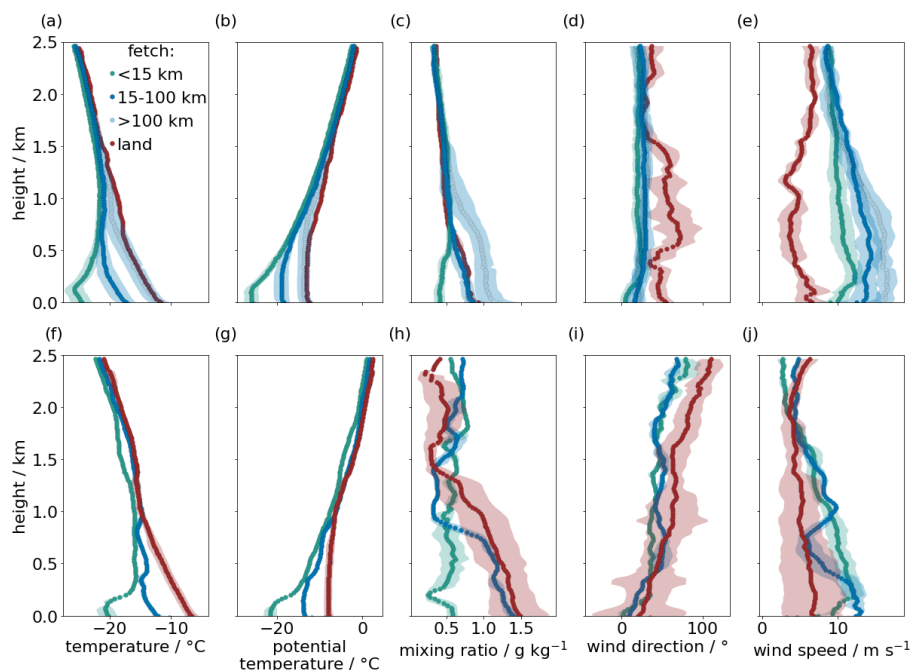 (a)
(b)
(c)
(d)
(e)
2.5
2.0
1.5
1.0
0.5
0.0
height / km
fetch:
<15 km
15-100 km
>100 km
land
(f)
(g)
(h)
(i)
(j)
2.5
2.0
1.5
1.0
0.5
0.0
height / km
−20 −10
temperature / °C
−20 0
potential
temperature / °C
0.5 1.0 1.5
mixing ratio / g kg⁻¹
0 100
wind direction / °
0 10
wind speed / m s⁻¹